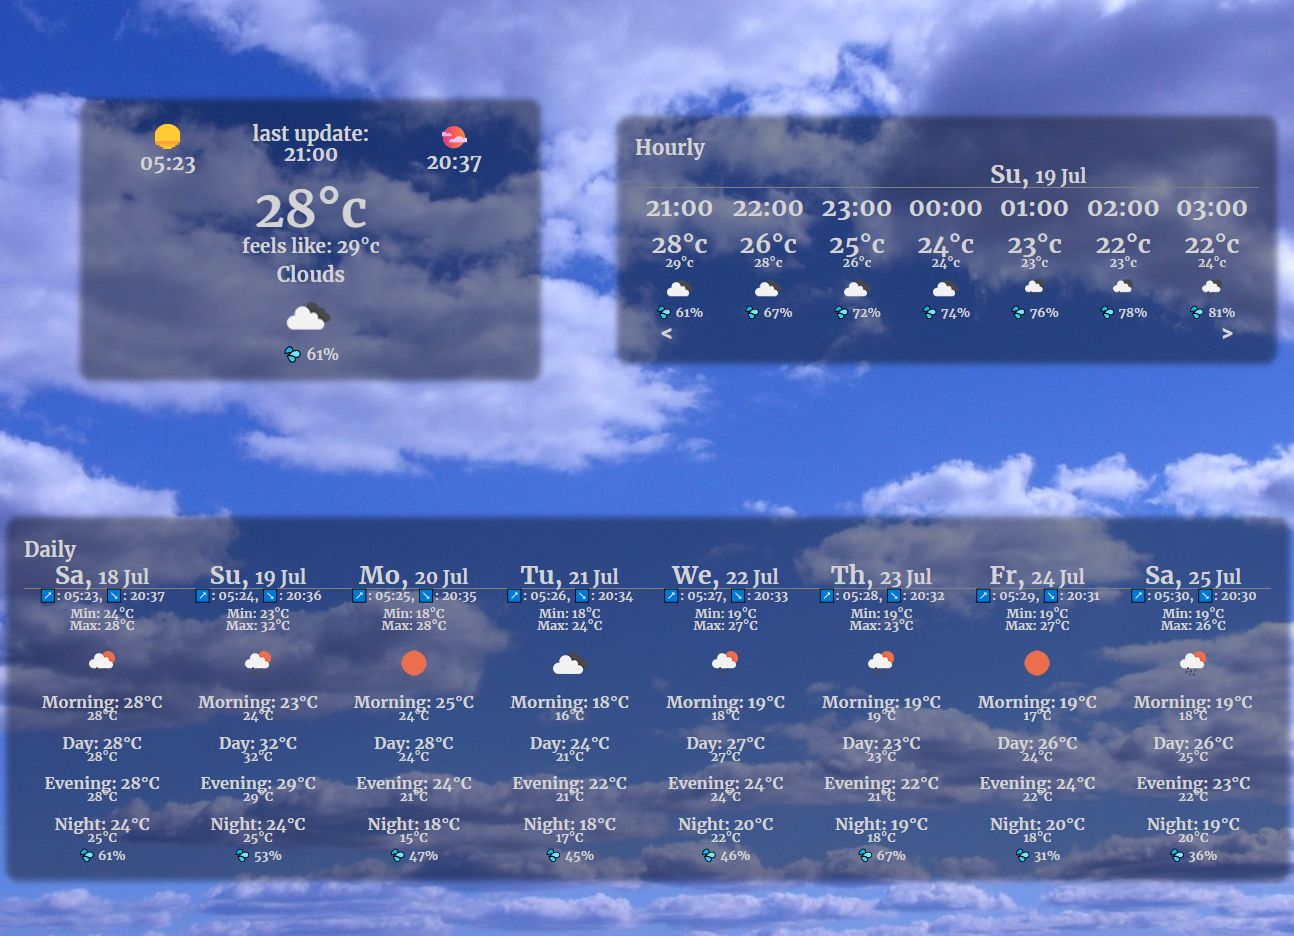 last update:
05:23 21:00 20:37
28°c
feels like: 29°c
Clouds
61%
Hourly
Su, 19 Jul
21:00 22:00 23:00 00:00 01:00 02:00 03:00
28°c 26°c 25°c 24°c 23°c 22°c 22°c
29°c 28°c 26°c 24°c 23°c 23°c 24°c
61% 67% 72% 74% 76% 78% 81%
< >
Daily
Sa, 18 Jul Su, 19 Jul Mo, 20 Jul Tu, 21 Jul We, 22 Jul Th, 23 Jul Fr, 24 Jul Sa, 25 Jul
↗: 05:23, ↘: 20:37 ↗: 05:24, ↘: 20:36 ↗: 05:25, ↘: 20:35 ↗: 05:26, ↘: 20:34 ↗: 05:27, ↘: 20:33 ↗: 05:28, ↘: 20:32 ↗: 05:29, ↘: 20:31 ↗: 05:30, ↘: 20:30
Min: 24°C Min: 23°C Min: 18°C Min: 18°C Min: 19°C Min: 19°C Min: 19°C Min: 19°C
Max: 28°C Max: 32°C Max: 28°C Max: 24°C Max: 27°C Max: 23°C Max: 27°C Max: 26°C
Morning: 28°C Morning: 23°C Morning: 25°C Morning: 18°C Morning: 19°C Morning: 19°C Morning: 19°C Morning: 19°C
28°C 24°C 24°C 16°C 18°C 19°C 17°C 18°C
Day: 28°C Day: 32°C Day: 28°C Day: 24°C Day: 27°C Day: 23°C Day: 26°C Day: 26°C
28°C 32°C 24°C 21°C 27°C 23°C 24°C 25°C
Evening: 28°C Evening: 29°C Evening: 24°C Evening: 22°C Evening: 24°C Evening: 22°C Evening: 24°C Evening: 23°C
28°C 29°C 21°C 21°C 24°C 21°C 22°C 22°C
Night: 24°C Night: 24°C Night: 18°C Night: 18°C Night: 20°C Night: 19°C Night: 20°C Night: 19°C
25°C 25°C 15°C 17°C 22°C 18°C 18°C 20°C
61% 53% 47% 45% 46% 67% 31% 36%